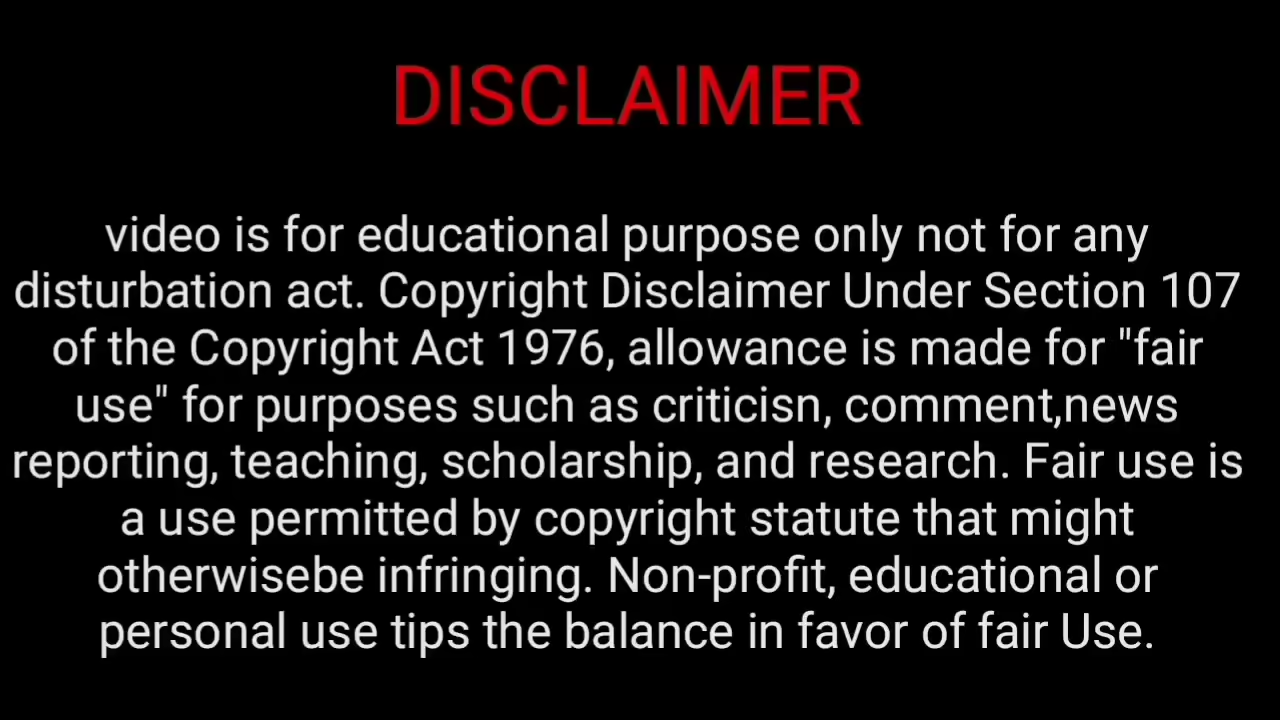 DISCLAIMER
video is for educational purpose only not for any
disturbation act. Copyright Disclaimer Under Section 107
of the Copyright Act 1976, allowance is made for "fair
use" for purposes such as criticisn, comment,news
reporting, teaching, scholarship, and research. Fair use is
a use permitted by copyright statute that might
otherwisebe infringing. Non-profit, educational or
personal use tips the balance in favor of fair Use.